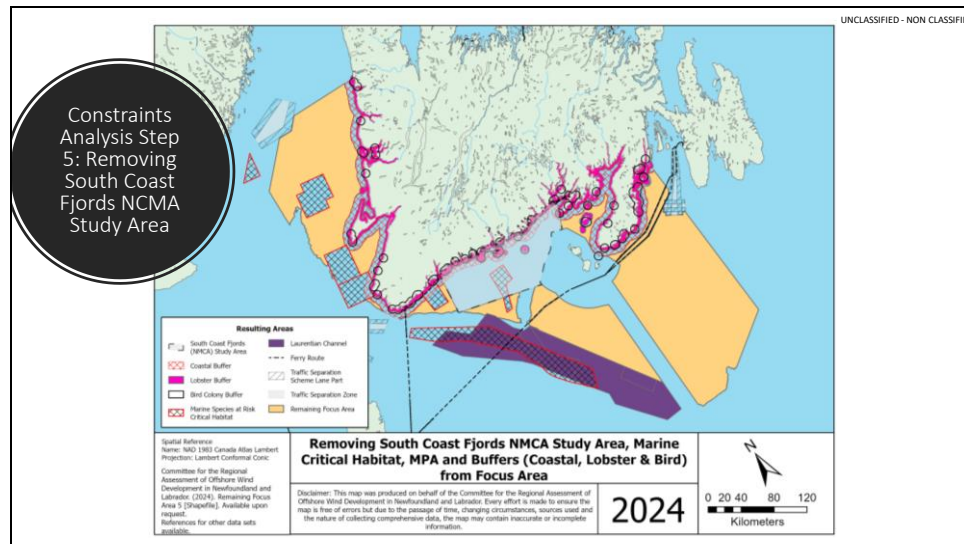 UNCLASSIFIED - NON CLASSIFI
Constraints
Analysis Step
5: Removing
South Coast
Fjords NCMA
Study Area
Resulting Areas
South Coast Fjords
(NMCA) Study Area
Coastal Buffer
Lobster Buffer
Bird Colony Buffer
Marine Species at Risk
Critical Habitat
Laurentian Channel
Ferry Route
Traffic Separation
Scheme Lane Part
Traffic Separation Zone
Remaining Focus Area
Spatial Reference
Name: NAD 1983 Canada Atlas Lambert
Projection: Lambert Conformal Conic
Committee for the Regional
Assessment of Offshore Wind
Development in Newfoundland and
Labrador. (2024). Remaining Focus
Area 5 [Shapefile]. Available upon
request.
References for other data sets
available.
Removing South Coast Fjords NMCA Study Area, Marine
Critical Habitat, MPA and Buffers (Coastal, Lobster & Bird)
from Focus Area
Disclaimer: This map was produced on behalf of the Committee for the Regional Assessment of
Offshore Wind Development in Newfoundland and Labrador. Every effort is made to ensure the
map is free of errors but due to the passage of time, changing circumstances, sources used and
the nature of collecting comprehensive data, the map may contain inaccurate or incomplete
information.
2024
N
0 20 40 80 120
Kilometers